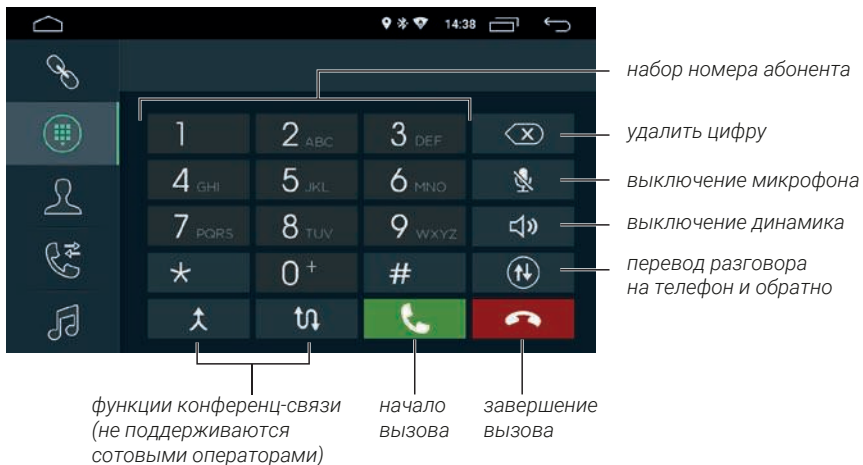 14:38
набор номера абонента
1 2 ABC 3 DEF
удалить цифру
4 GHI 5 JKL 6 MNO
выключение микрофона
7 PQRS 8 TUV 9 WXYZ
выключение динамика
* 0 + #
перевод разговора
на телефон и обратно
функции конференц-связи
(не поддерживаются
сотовыми операторами)
начало
вызова
завершение
вызова